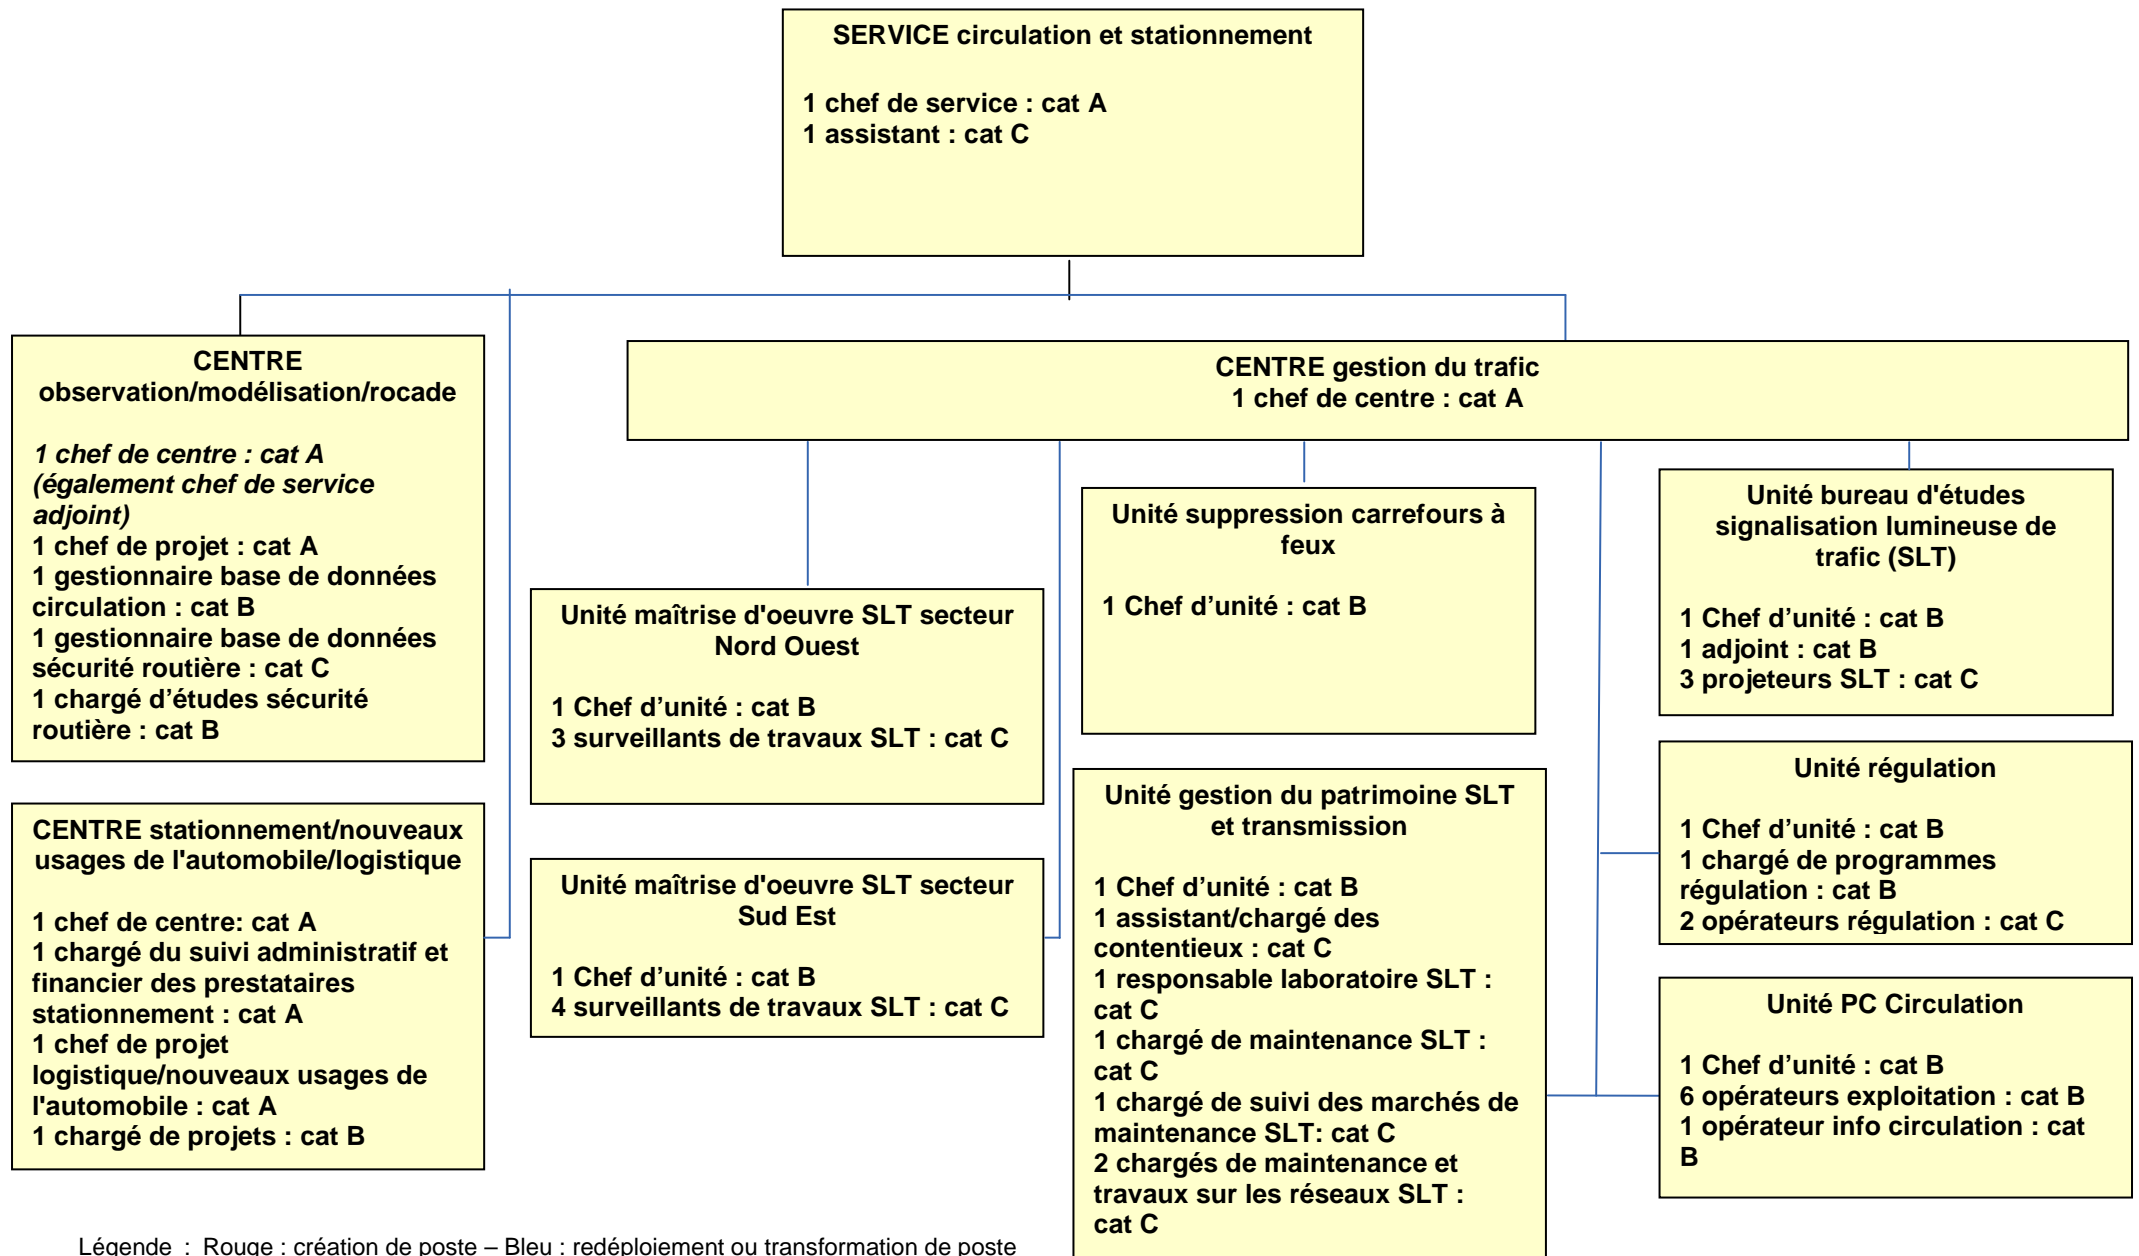 SERVICE circulation et stationnement
1 chef de service : cat A
1 assistant : cat C
CENTRE
observation/modélisation/rocade
1 chef de centre : cat A
(également chef de service
adjoint)
1 chef de projet : cat A
1 gestionnaire base de données
circulation : cat B
1 gestionnaire base de données
sécurité routière : cat C
1 chargé d’études sécurité
routière : cat B
CENTRE stationnement/nouveaux
usages de l'automobile/logistique
1 chef de centre: cat A
1 chargé du suivi administratif et
financier des prestataires
stationnement : cat A
1 chef de projet
logistique/nouveaux usages de
l'automobile : cat A
1 chargé de projets : cat B
CENTRE gestion du trafic
1 chef de centre : cat A
Unité maîtrise d'oeuvre SLT secteur
Nord Ouest
1 Chef d’unité : cat B
3 surveillants de travaux SLT : cat C
Unité maîtrise d'oeuvre SLT secteur
Sud Est
1 Chef d’unité : cat B
4 surveillants de travaux SLT : cat C
Unité suppression carrefours à
feux
1 Chef d’unité : cat B
Unité gestion du patrimoine SLT
et transmission
1 Chef d’unité : cat B
1 assistant/chargé des
contentieux : cat C
1 responsable laboratoire SLT :
cat C
1 chargé de maintenance SLT :
cat C
1 chargé de suivi des marchés de
maintenance SLT: cat C
2 chargés de maintenance et
travaux sur les réseaux SLT :
cat C
Unité bureau d'études
signalisation lumineuse de
trafic (SLT)
1 Chef d’unité : cat B
1 adjoint : cat B
3 projeteurs SLT : cat C
Unité régulation
1 Chef d’unité : cat B
1 chargé de programmes
régulation : cat B
2 opérateurs régulation : cat C
Unité PC Circulation
1 Chef d’unité : cat B
6 opérateurs exploitation : cat B
1 opérateur info circulation : cat
B
Légende : Rouge : création de poste – Bleu : redéploiement ou transformation de poste